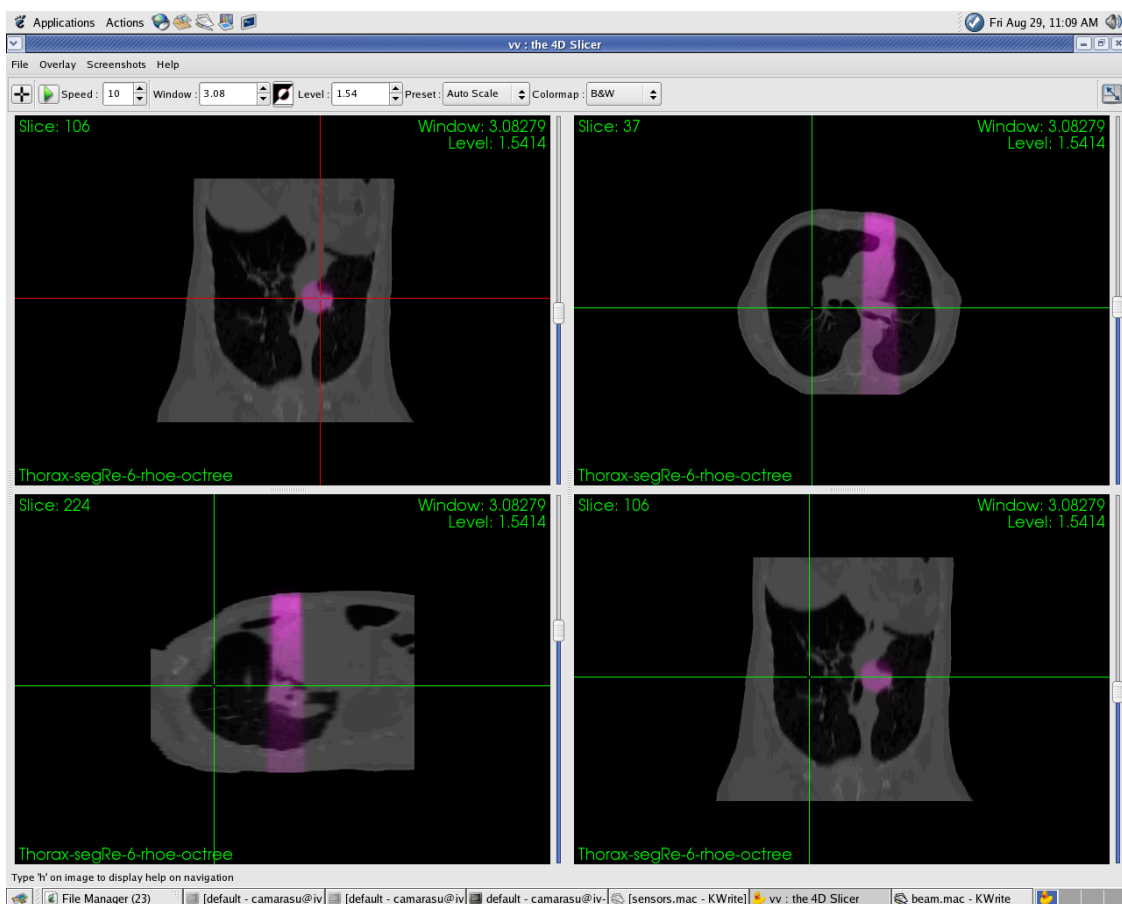 Applications Actions Fri Aug 29, 11:09 AM
vv : the 4D Slicer
File Overlay Screenshots Help
Speed : 10 Window : 3.08 Level : 1.54 Preset : Auto Scale Colormap : B&W
Slice: 106 Window: 3.08279
Level: 1.5414
Thorax-segRe-6-rhoe-octree
Slice: 37 Window: 3.08279
Level: 1.5414
Thorax-segRe-6-rhoe-octree
Slice: 224 Window: 3.08279
Level: 1.5414
Thorax-segRe-6-rhoe-octree
Slice: 106 Window: 3.08279
Level: 1.5414
Thorax-segRe-6-rhoe-octree
Type 'h' on image to display help on navigation
File Manager (23) [default - camarasu@iv [default - camarasu@iv default - camarasu@iv- [sensors.mac - KWrite] vv : the 4D Slicer beam.mac - KWrite